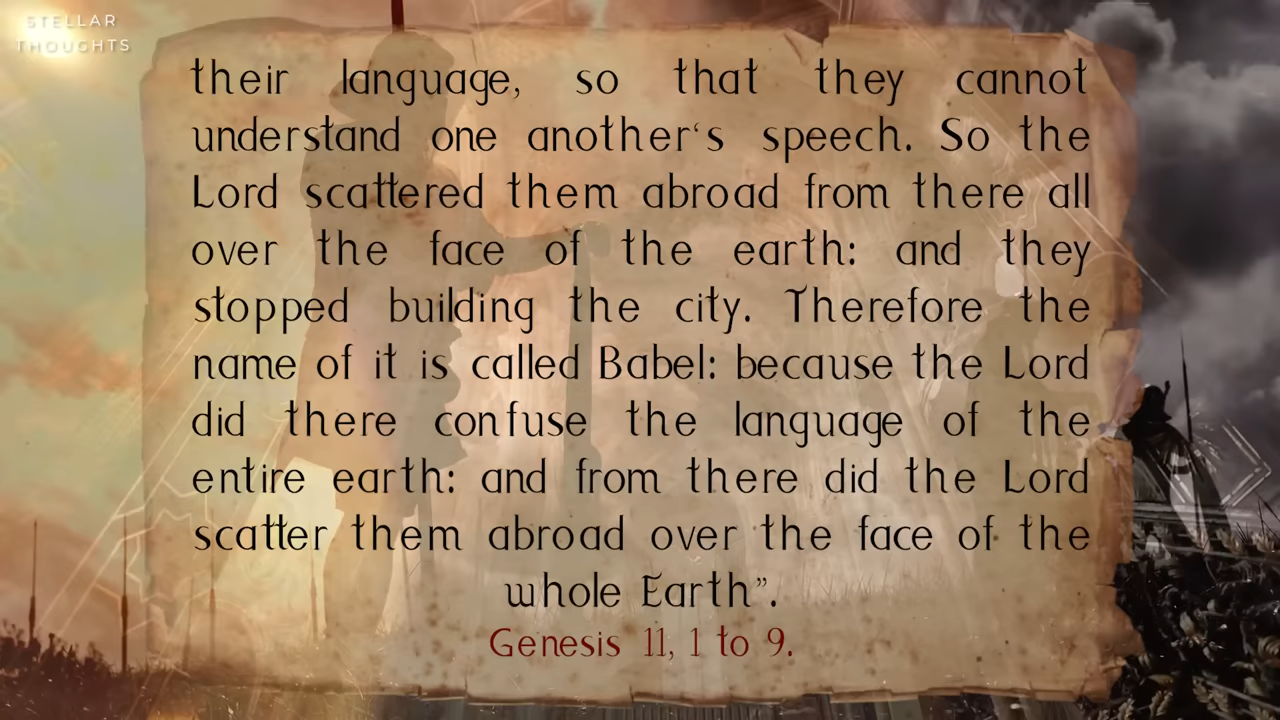 STELLAR
THOUGHTS
their language, so that they cannot
understand one another‘s speech. So the
Lord scattered them abroad from there all
over the face of the earth: and they
stopped building the city. Therefore the
name of it is called Babel: because the Lord
did there confuse the language of the
entire earth: and from there did the Lord
scatter them abroad over the face of the
whole Earth”.
Genesis 11, 1 to 9.